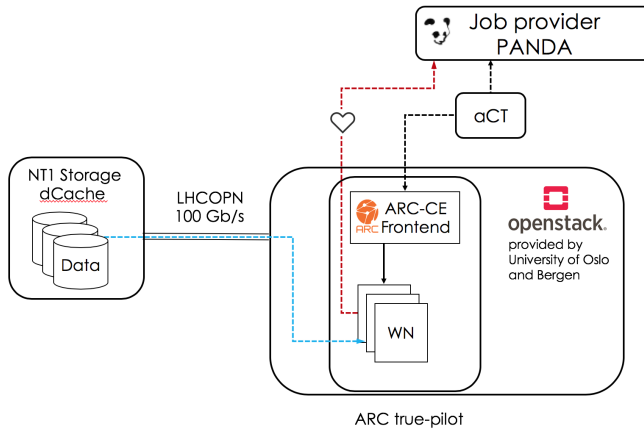 Job provider
PANDA
aCT
NT1 Storage
dCache
Data
LHCOPN
100 Gb/s
ARC
ARC-CE
Frontend
WN
openstack.
provided by
University of Oslo
and Bergen
ARC true-pilot